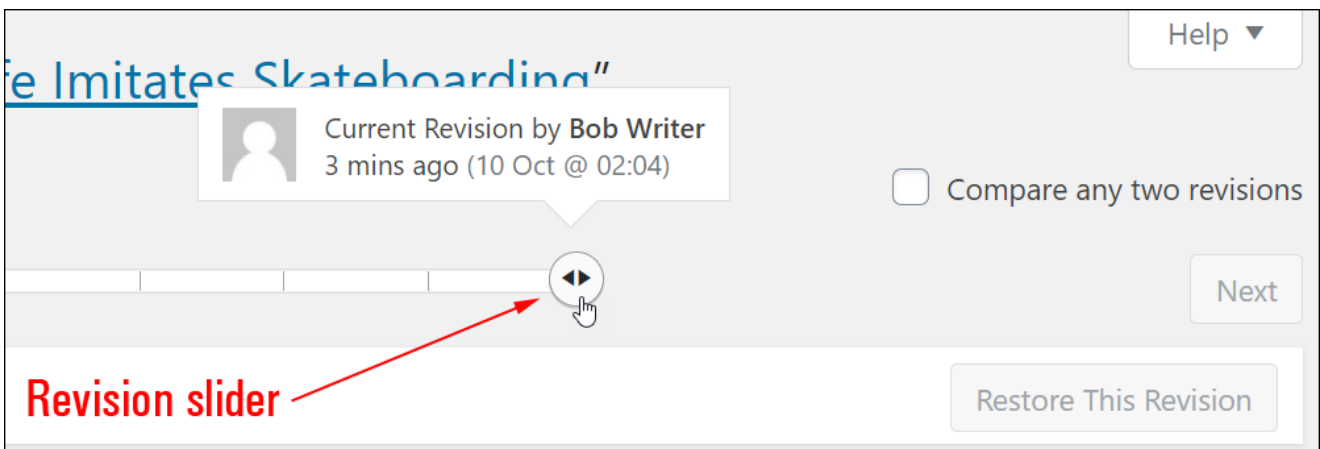 Help ▼
e Imitates Skateboarding”
Current Revision by Bob Writer
3 mins ago (10 Oct @ 02:04)
Compare any two revisions
Next
Revision slider
Restore This Revision